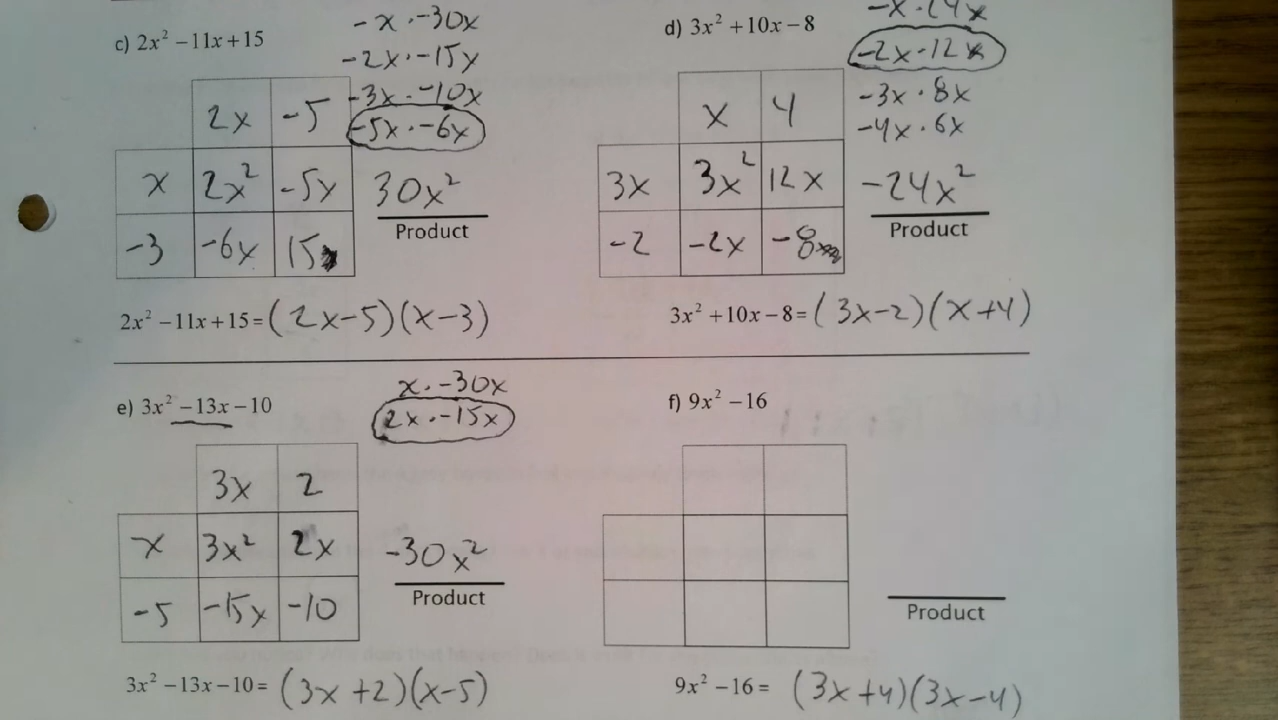 c) 2x² − 11x + 15
-x · -30x
-2x · -15x
-3x · -10x
-5x · -6x
2x -5
x 2x² -5x
-3 -6x 15
30x²
Product
2x² − 11x + 15 = (2x-5)(x-3)
d) 3x² + 10x − 8
-x · 24x
-2x · 12x
-3x · 8x
-4x · 6x
x 4
3x 3x² 12x
-2 -2x -8
-24x²
Product
3x² + 10x − 8 = (3x-2)(x+4)
e) 3x² − 13x − 10
x · -30x
2x · -15x
3x 2
x 3x² 2x
-5 -15x -10
-30x²
Product
3x² − 13x − 10 = (3x+2)(x-5)
f) 9x² − 16
Product
9x² − 16 = (3x+4)(3x-4)